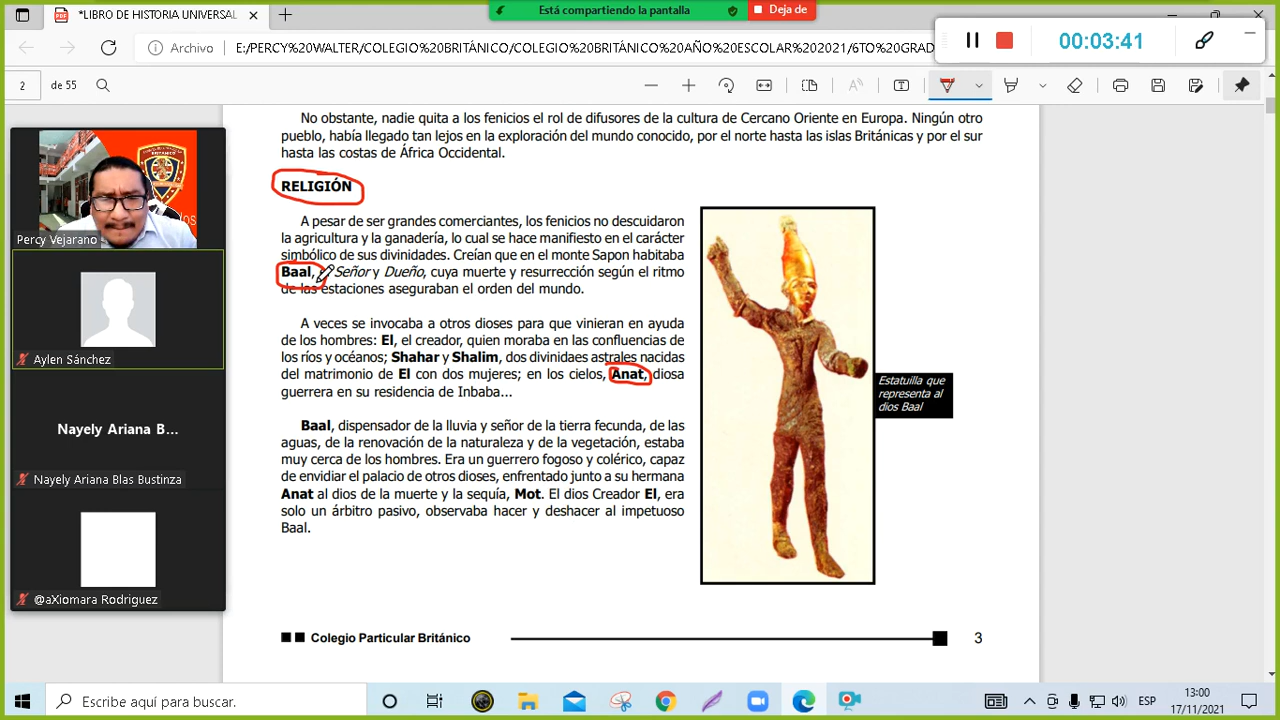 *LIBRO DE HISTORIA UNIVERSAL
Está compartiendo la pantalla
Deja de
Archivo
E:/PERCY%20WALTER/COLEGIO%20BRITÁNICO/COLEGIO%20BRITÁNICO%20AÑO%20ESCOLAR%202021/6TO%20GRAD
00:03:41
2
de 55
No obstante, nadie quita a los fenicios el rol de difusores de la cultura de Cercano Oriente en Europa. Ningún otro
pueblo, había llegado tan lejos en la exploración del mundo conocido, por el norte hasta las islas Británicas y por el sur
hasta las costas de África Occidental.
RELIGIÓN
A pesar de ser grandes comerciantes, los fenicios no descuidaron
la agricultura y la ganadería, lo cual se hace manifiesto en el carácter
simbólico de sus divinidades. Creían que en el monte Sapon habitaba
Baal, Señor y Dueño, cuya muerte y resurrección según el ritmo
de las estaciones aseguraban el orden del mundo.
A veces se invocaba a otros dioses para que vinieran en ayuda
de los hombres: El, el creador, quien moraba en las confluencias de
los ríos y océanos; Shahar y Shalim, dos divinidaes astrales nacidas
del matrimonio de El con dos mujeres; en los cielos, Anat, diosa
guerrera en su residencia de Inbaba...
Baal, dispensador de la lluvia y señor de la tierra fecunda, de las
aguas, de la renovación de la naturaleza y de la vegetación, estaba
muy cerca de los hombres. Era un guerrero fogoso y colérico, capaz
de envidiar el palacio de otros dioses, enfrentado junto a su hermana
Anat al dios de la muerte y la sequía, Mot. El dios Creador El, era
solo un árbitro pasivo, observaba hacer y deshacer al impetuoso
Baal.
Estatuilla que
representa al
dios Baal
Colegio Particular Británico
3
Percy Vejarano
Aylen Sánchez
Nayely Ariana B...
Nayely Ariana Blas Bustinza
@aXiomara Rodriguez
Escribe aquí para buscar.
ESP
13:00
17/11/2021